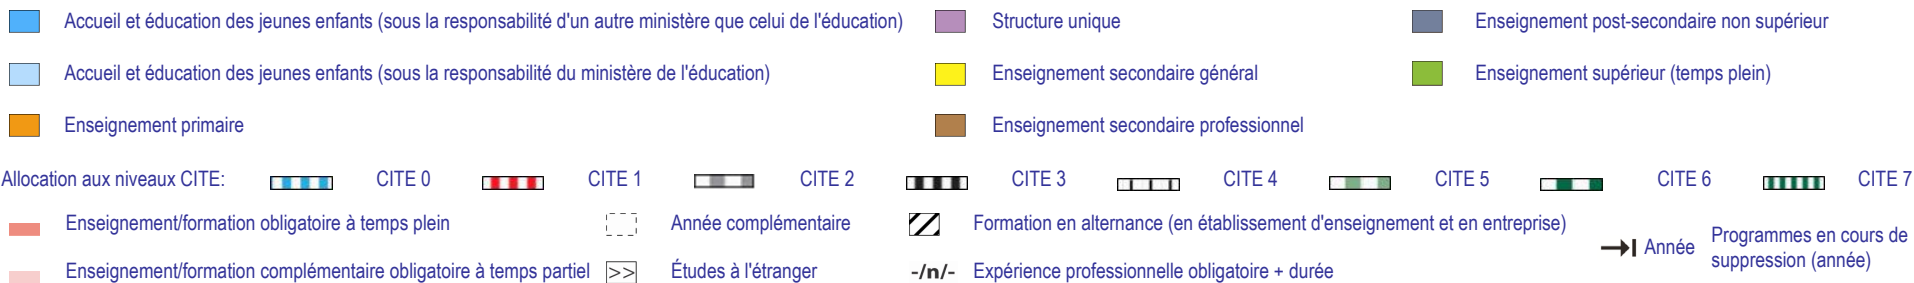 Accueil et éducation des jeunes enfants (sous la responsabilité d'un autre ministère que celui de l'éducation)
Structure unique
Enseignement post-secondaire non supérieur
Accueil et éducation des jeunes enfants (sous la responsabilité du ministère de l'éducation)
Enseignement secondaire général
Enseignement supérieur (temps plein)
Enseignement primaire
Enseignement secondaire professionnel
Allocation aux niveaux CITE: CITE 0 CITE 1 CITE 2 CITE 3 CITE 4 CITE 5 CITE 6 CITE 7
Enseignement/formation obligatoire à temps plein
Année complémentaire
Formation en alternance (en établissement d'enseignement et en entreprise)
Année
Programmes en cours de
suppression (année)
Enseignement/formation complémentaire obligatoire à temps partiel
>> Études à l'étranger
-/n/- Expérience professionnelle obligatoire + durée